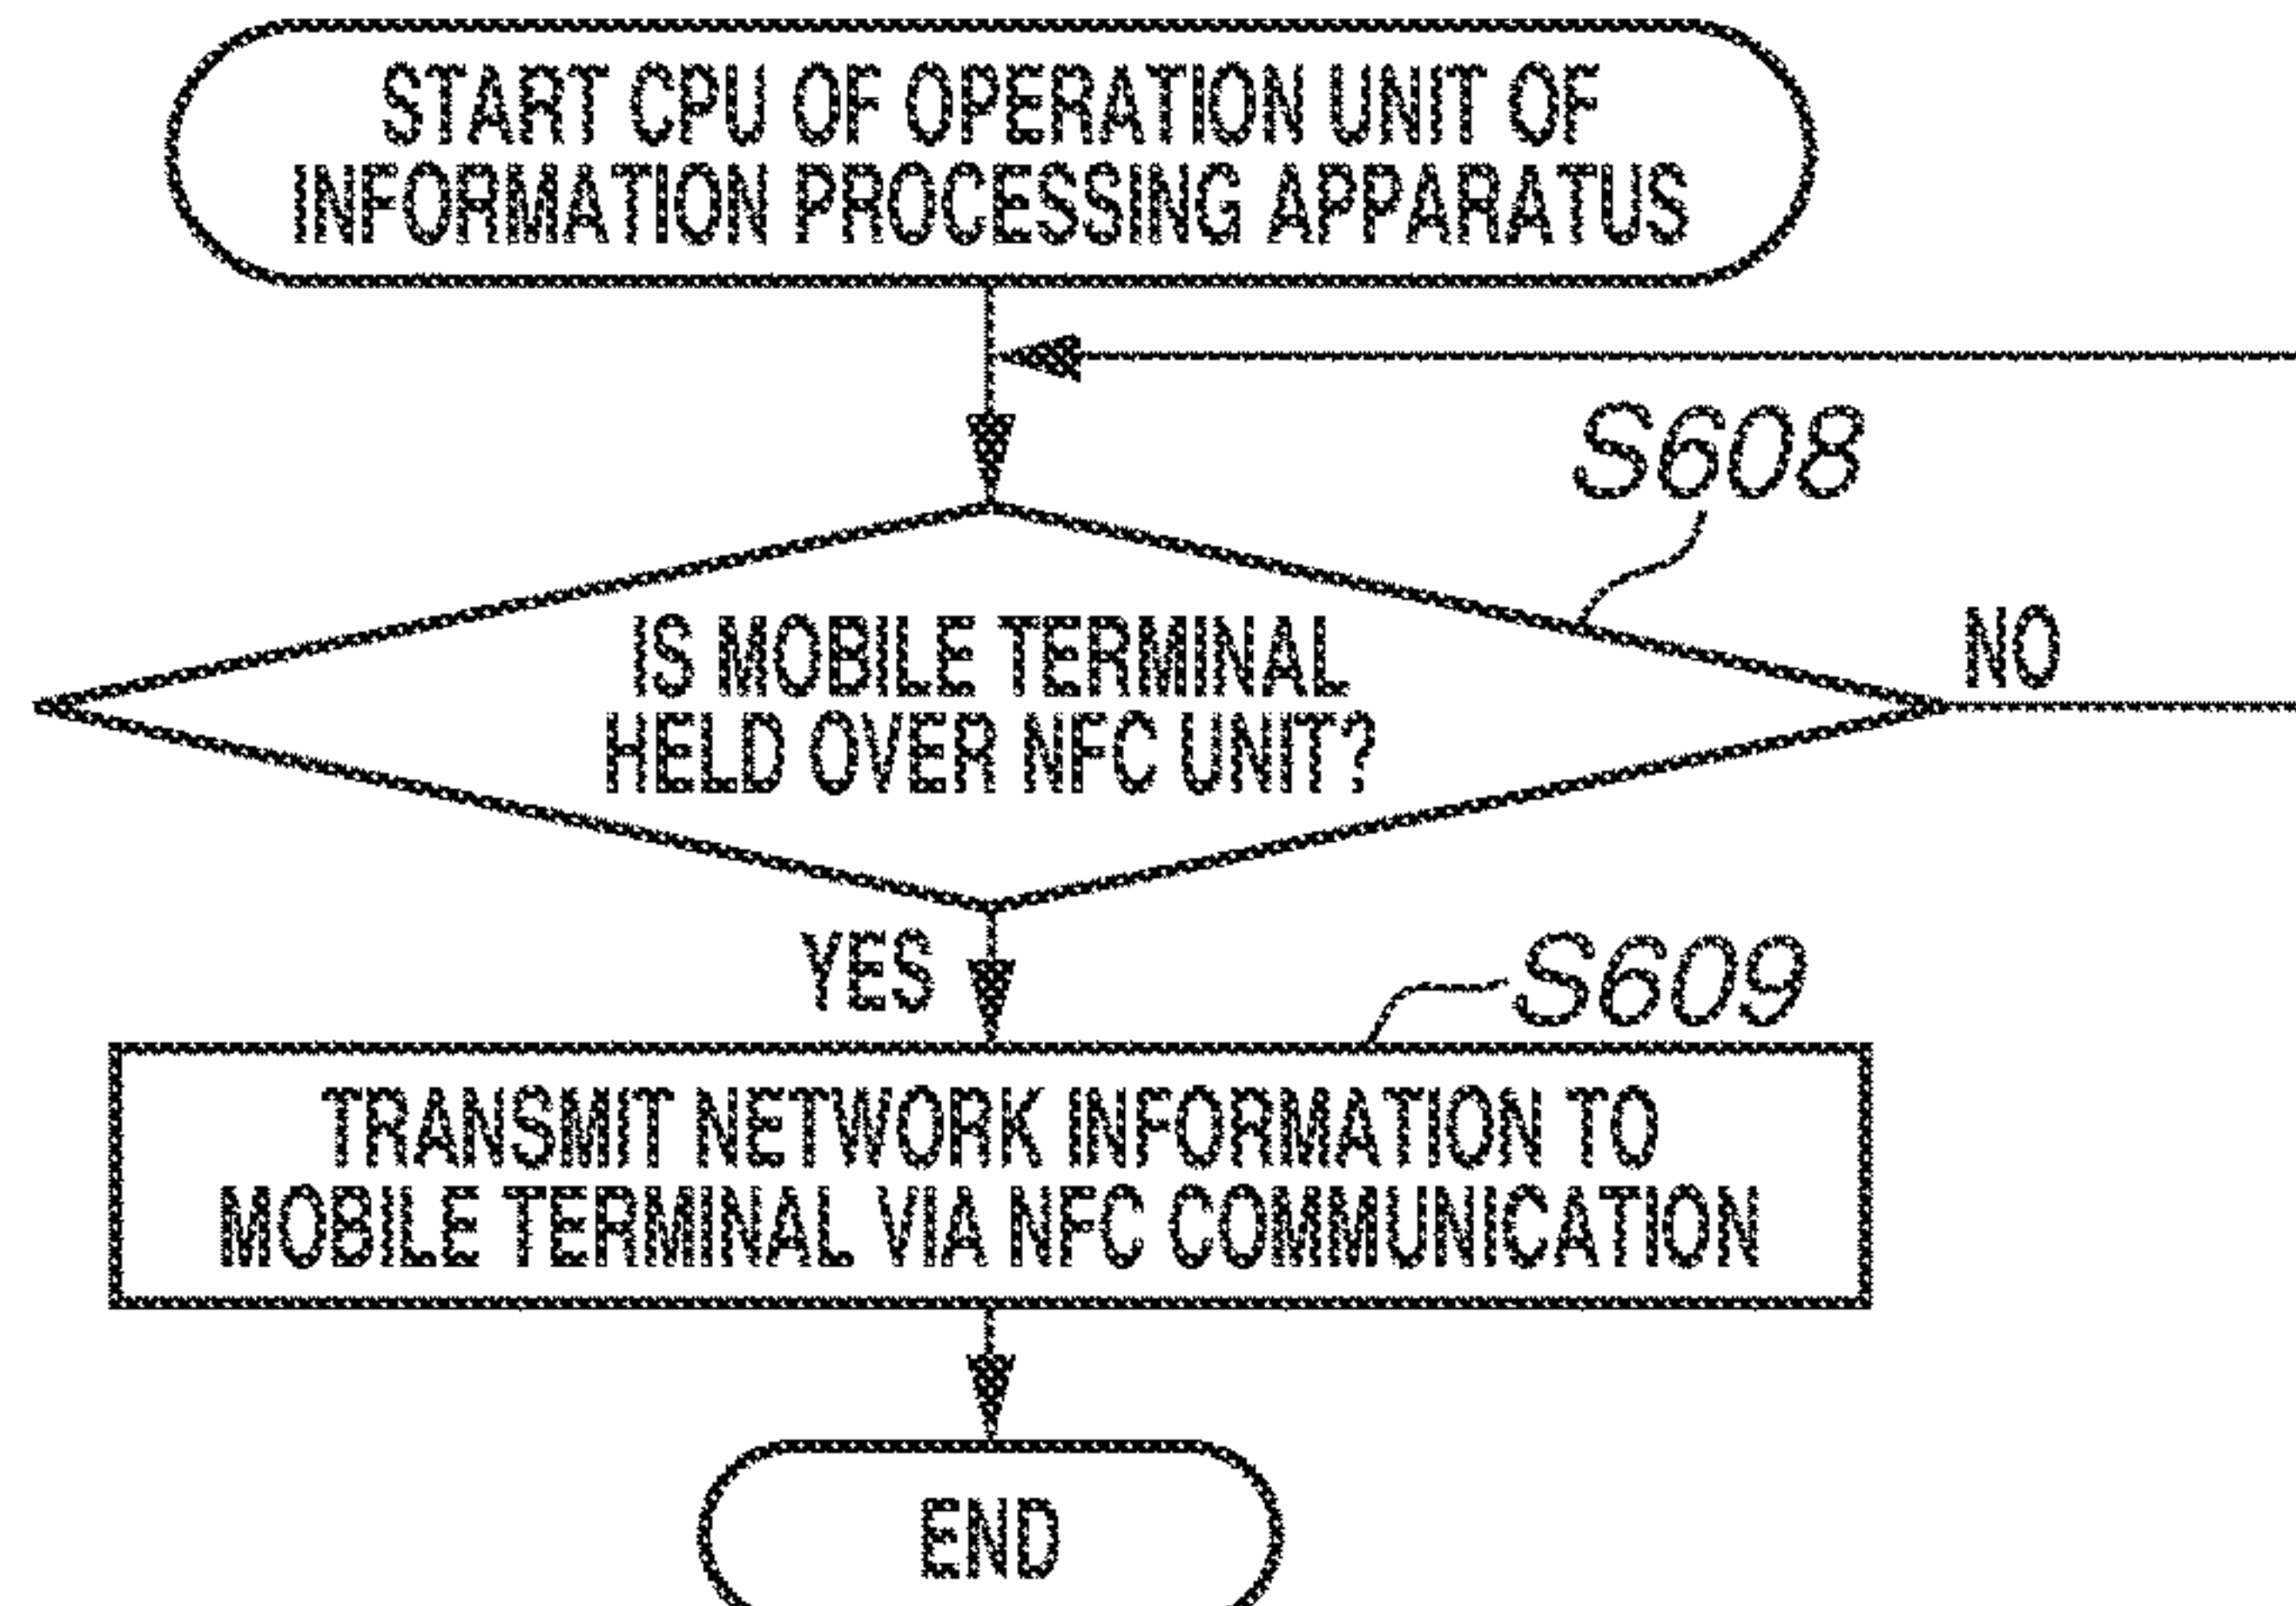 START CPU OF OPERATION UNIT OF
INFORMATION PROCESSING APPARATUS
S608
IS MOBILE TERMINAL
HELD OVER NFC UNIT?
NO
YES
S609
TRANSMIT NETWORK INFORMATION TO
MOBILE TERMINAL VIA NFC COMMUNICATION
END